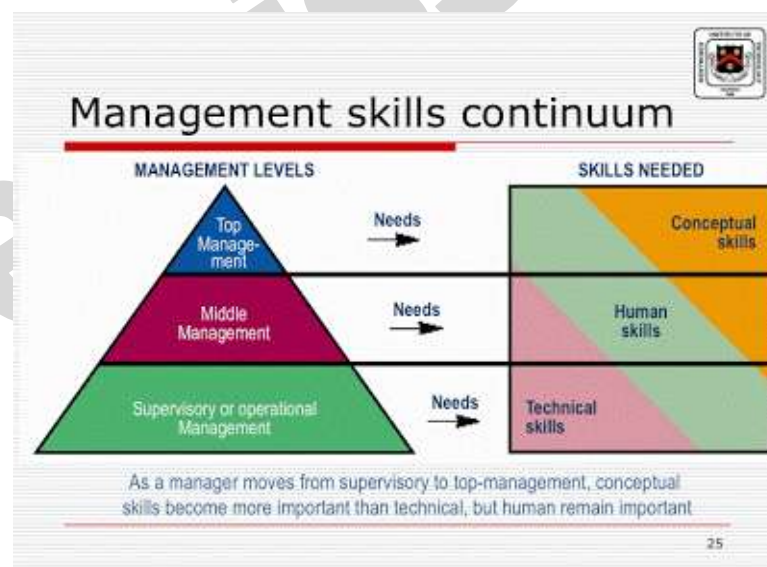 Management skills continuum
MANAGEMENT LEVELS
SKILLS NEEDED
Top
Manage-
ment
Needs
Conceptual
skills
Middle
Management
Needs
Human
skills
Supervisory or operational
Management
Needs
Technical
skills
As a manager moves from supervisory to top-management, conceptual
skills become more important than technical, but human remain important
25